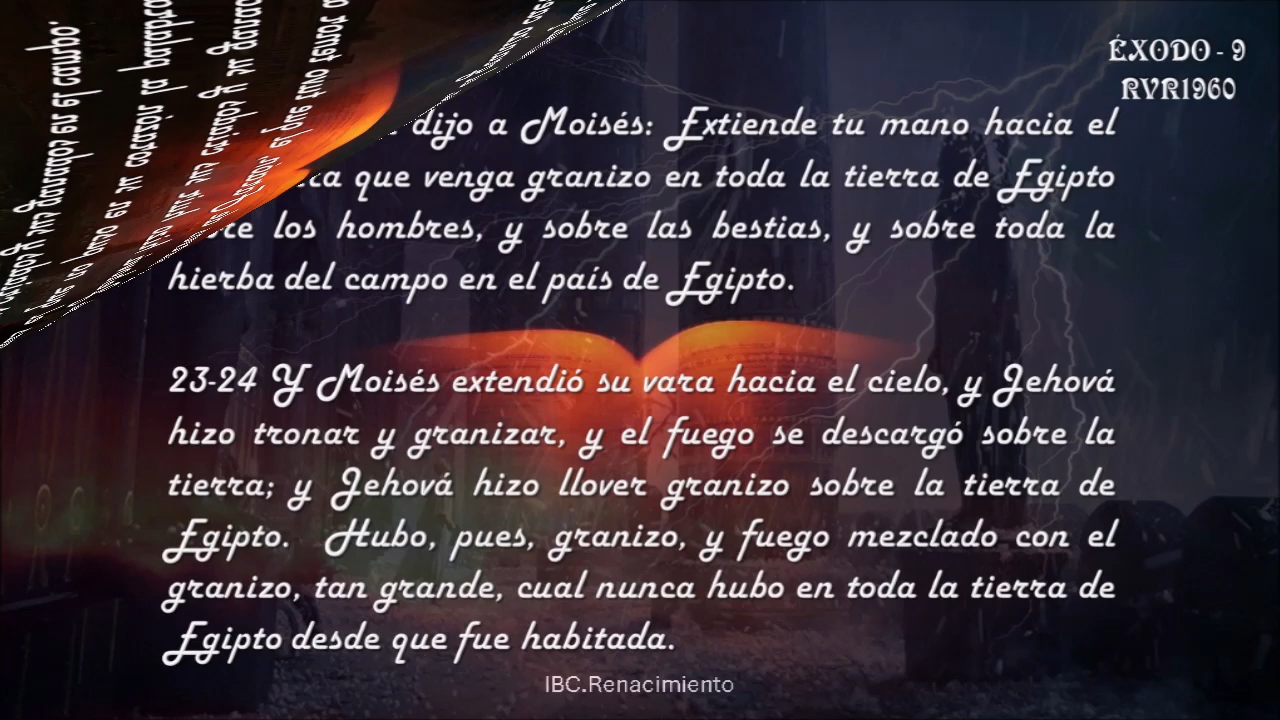 ÉXODO - 9
RVR1960
dijo a Moisés: Extiende tu mano hacia el
que venga granizo en toda la tierra de Egipto
los hombres, y sobre las bestias, y sobre toda la
hierba del campo en el país de Egipto.
23-24 Y Moisés extendió su vara hacia el cielo, y Jehová
hizo tronar y granizar, y el fuego se descargó sobre la
tierra; y Jehová hizo llover granizo sobre la tierra de
Egipto. Hubo, pues, granizo, y fuego mezclado con el
granizo, tan grande, cual nunca hubo en toda la tierra de
Egipto desde que fue habitada.
IBC.Renacimiento